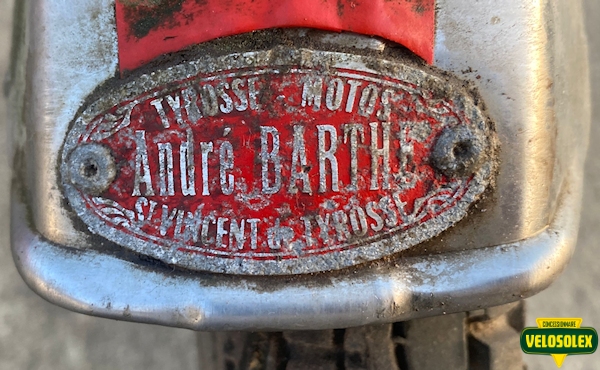 TYROSSE MOTOS
André BARTHE
St VINCENT de TYROSSE
CONCESSIONNAIRE
VELOSOLEX